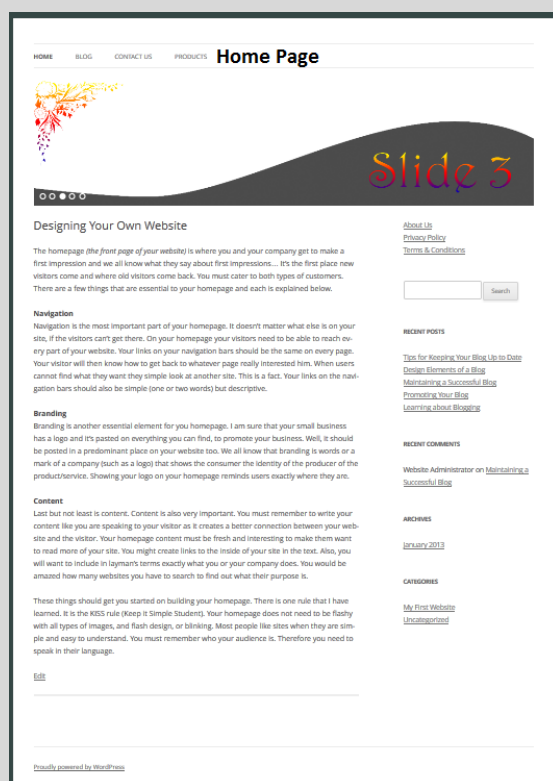 HOME BLOG CONTACT US PRODUCTS Home Page
Slide 3
Designing Your Own Website
The homepage (the front page of your website) is where you and your company get to make a
first impression and we all know what they say about first impressions.... It's the first place new
visitors come and where old visitors come back. You must cater to both types of customers.
There are a few things that are essential to your homepage and each is explained below.
Navigation
Navigation is the most important part of your homepage. It doesn't matter what else is on your
site, if the visitors can't get there. On your homepage your visitors need to be able to reach ev-
ery part of your website. Your links on your navigation bars should be the same on every page.
Your visitor will then know how to get back to whatever page really interested him. When users
cannot find what they want they simple look at another site. This is a fact. Your links on the navi-
gation bars should also be simple (one or two words) but descriptive.
Branding
Branding is another essential element for you homepage. I am sure that your small business
has a logo and it's pasted on everything you can find, to promote your business. Well, it should
be posted in a predominant place on your website too. We all know that branding is words or a
mark of a company (such as a logo) that shows the consumer the identity of the producer of the
product/service. Showing your logo on your homepage reminds users exactly where they are.
Content
Last but not least is content. Content is also very important. You must remember to write your
content like you are speaking to your visitor as it creates a better connection between your web-
site and the visitor. Your homepage content must be fresh and interesting to make them want
to read more of your site. You might create links to the inside of your site in the text. Also, you
will want to include in layman's terms exactly what you or your company does. You would be
amazed how many websites you have to search to find out what their purpose is.
These things should get you started on building your homepage. There is one rule that I have
learned. It is the KISS rule (Keep it Simple Student). Your homepage does not need to be flashy
with all types of images, and flash design, or blinking. Most people like sites when they are sim-
ple and easy to understand. You must remember who your audience is. Therefore you need to
speak in their language.
Edit
About Us
Privacy Policy
Terms & Conditions
Search
RECENT POSTS
Tips for Keeping Your Blog Up to Date
Design Elements of a Blog
Maintaining a Successful Blog
Promoting Your Blog
Learning about Blogging
RECENT COMMENTS
Website Administrator on Maintaining a
Successful Blog
ARCHIVES
January 2013
CATEGORIES
My First Website
Uncategorized
Proudly powered by WordPress